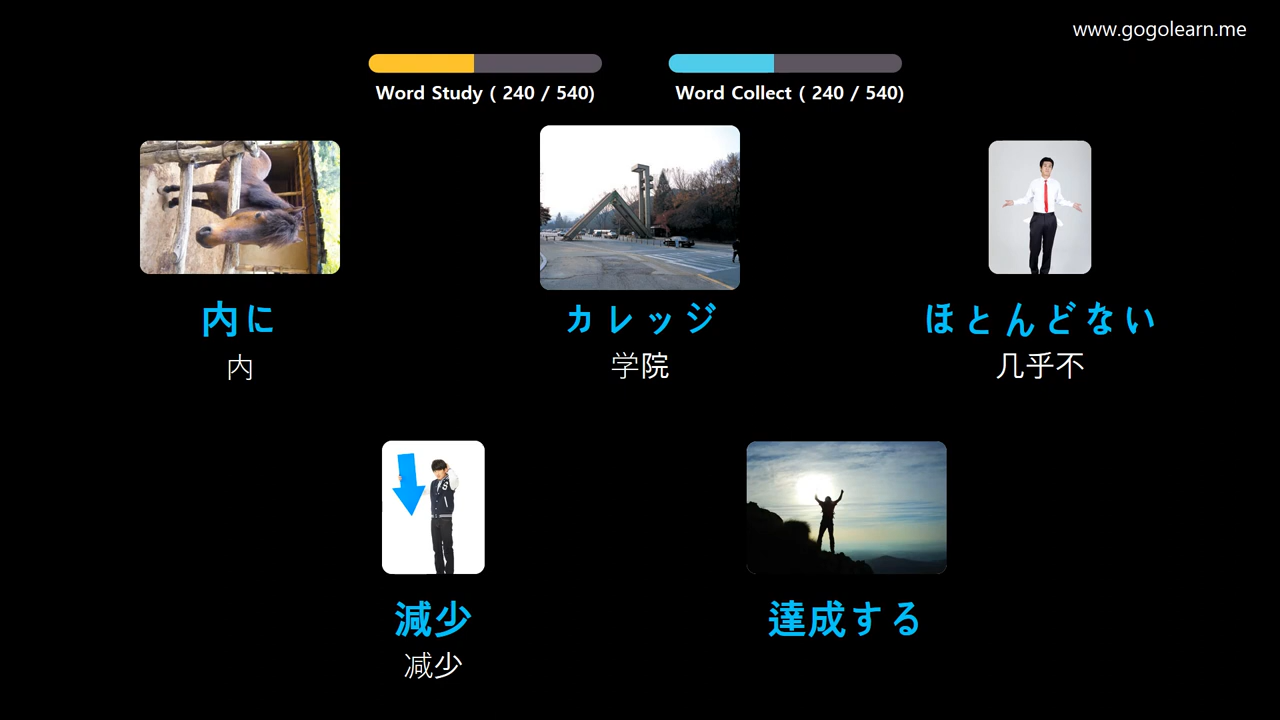 www.gogolearn.me
Word Study ( 240 / 540)
Word Collect ( 240 / 540)
内に
内
カレッジ
学院
ほとんどない
几乎不
減少
减少
達成する